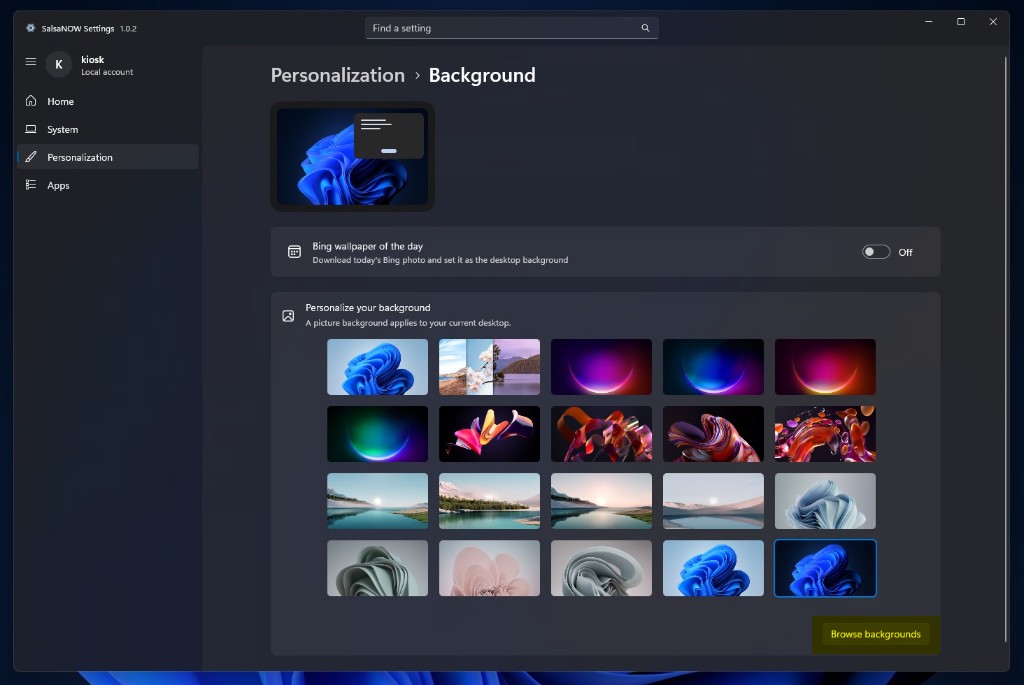 SalsaNOW Settings 1.0.2
Find a setting
K
kiosk
Local account
Home
System
Personalization
Apps
Personalization › Background
Bing wallpaper of the day
Download today's Bing photo and set it as the desktop background
Off
Personalize your background
A picture background applies to your current desktop.
Browse backgrounds